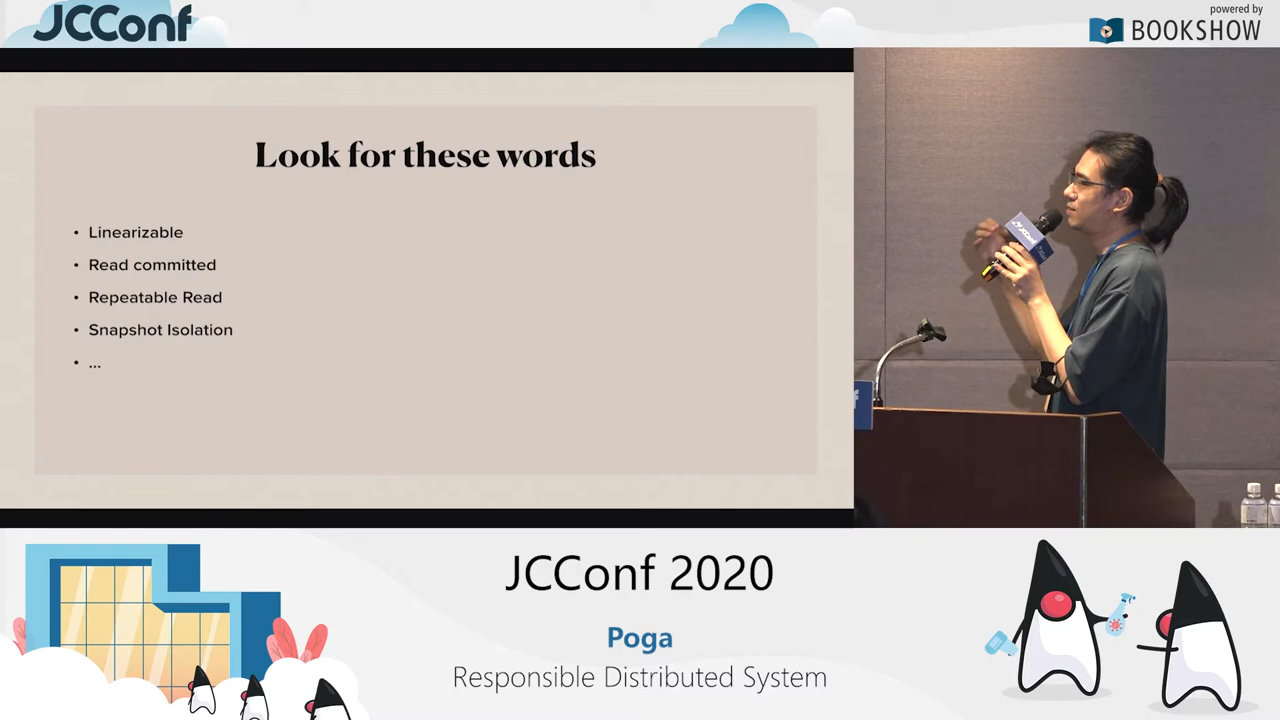 JCConf
powered by
BOOKSHOW
Look for these words
• Linearizable
• Read committed
• Repeatable Read
• Snapshot Isolation
• ...
JCConf
JCConf 2020
Poga
Responsible Distributed System